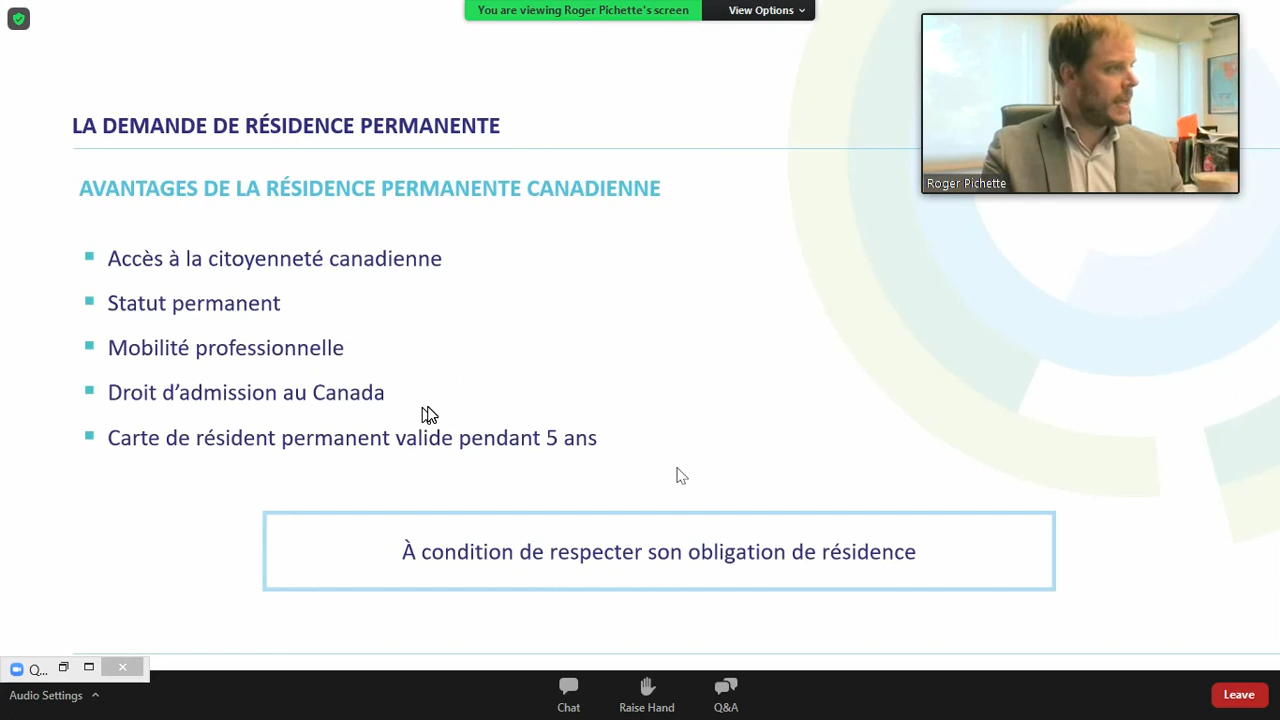 You are viewing Roger Pichette's screen
View Options
LA DEMANDE DE RÉSIDENCE PERMANENTE
AVANTAGES DE LA RÉSIDENCE PERMANENTE CANADIENNE
Roger Pichette
Accès à la citoyenneté canadienne
Statut permanent
Mobilité professionnelle
Droit d'admission au Canada
Carte de résident permanent valide pendant 5 ans
À condition de respecter son obligation de résidence
Q...
Audio Settings
Chat
Raise Hand
Q&A
Leave